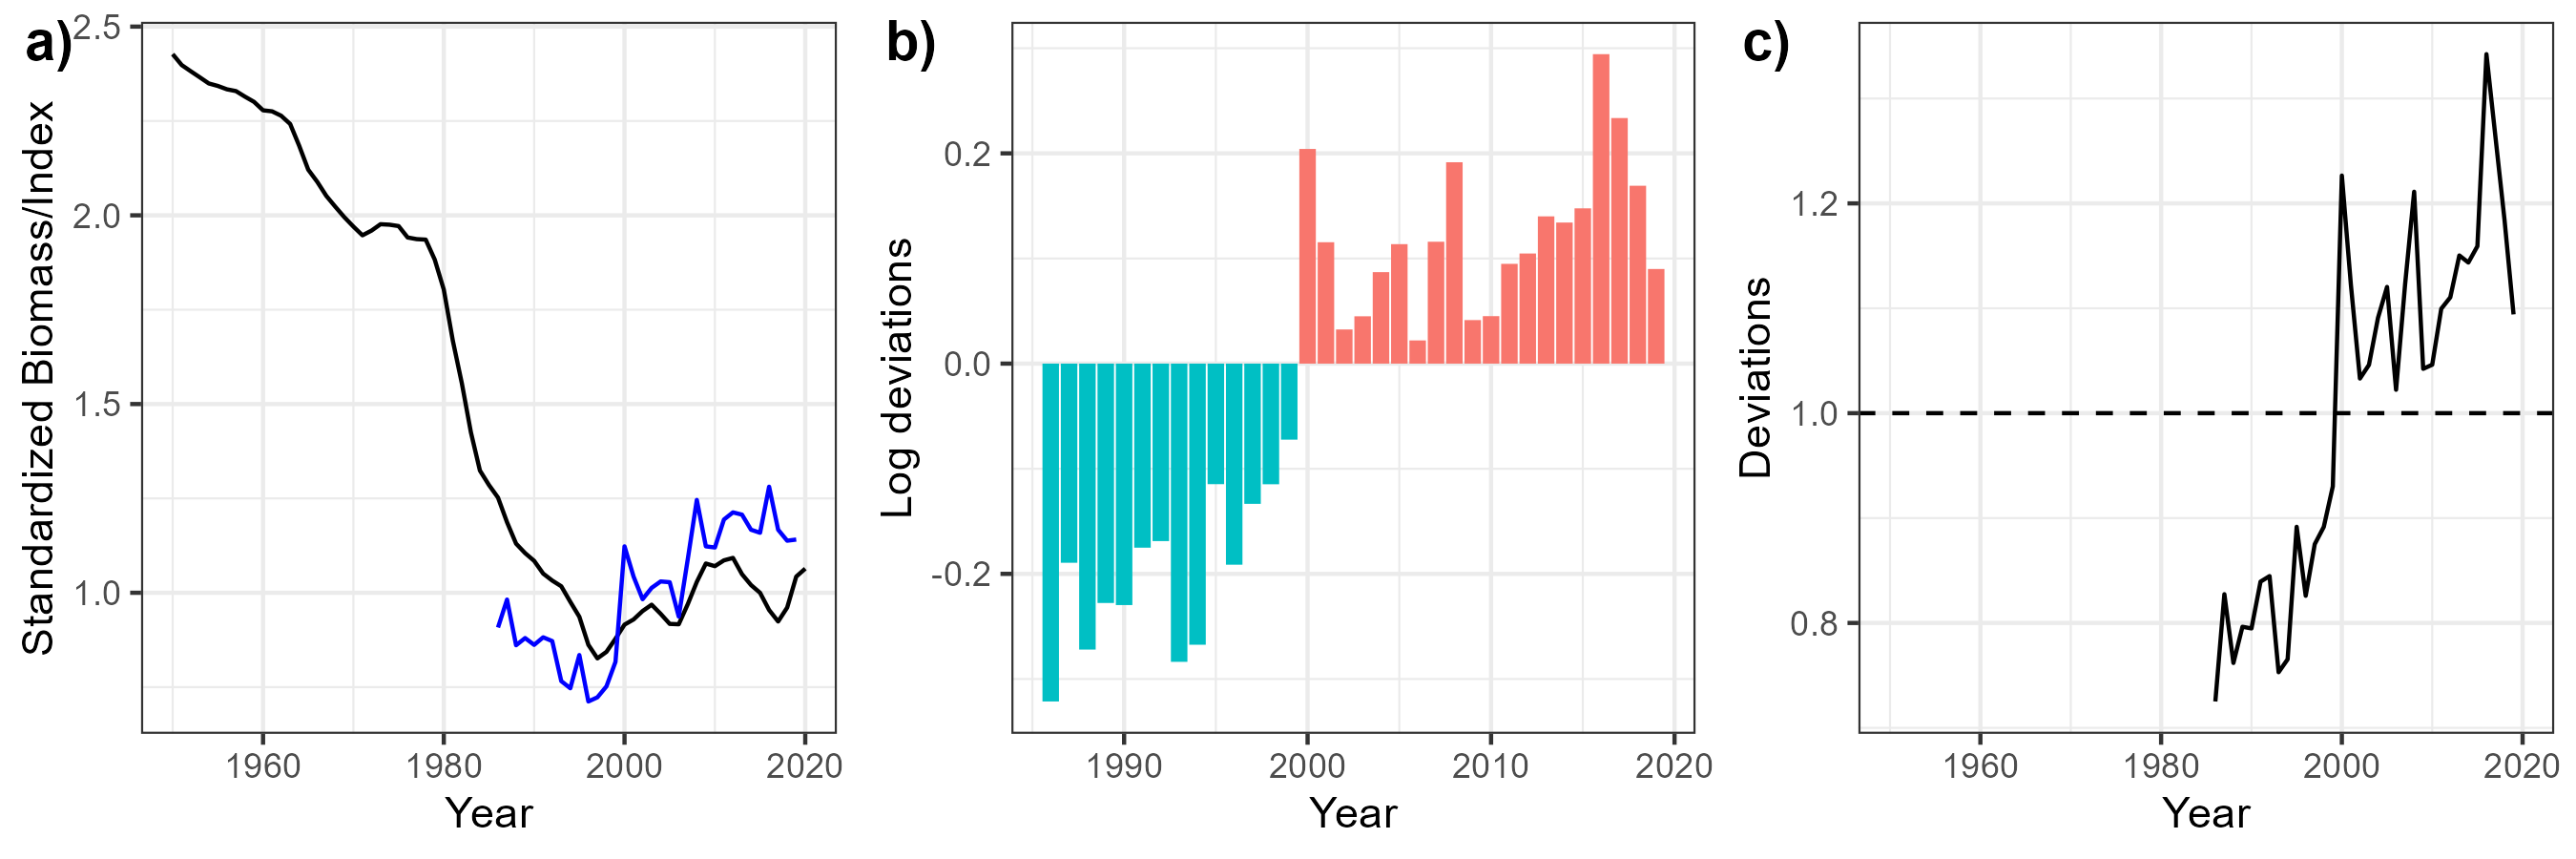 a)
Standardized Biomass/Index
2.5
2.0
1.5
1.0
1960 1980 2000 2020
Year
b)
Log deviations
0.2
0.0
-0.2
1990 2000 2010 2020
Year
c)
Deviations
1.2
1.0
0.8
1960 1980 2000 2020
Year